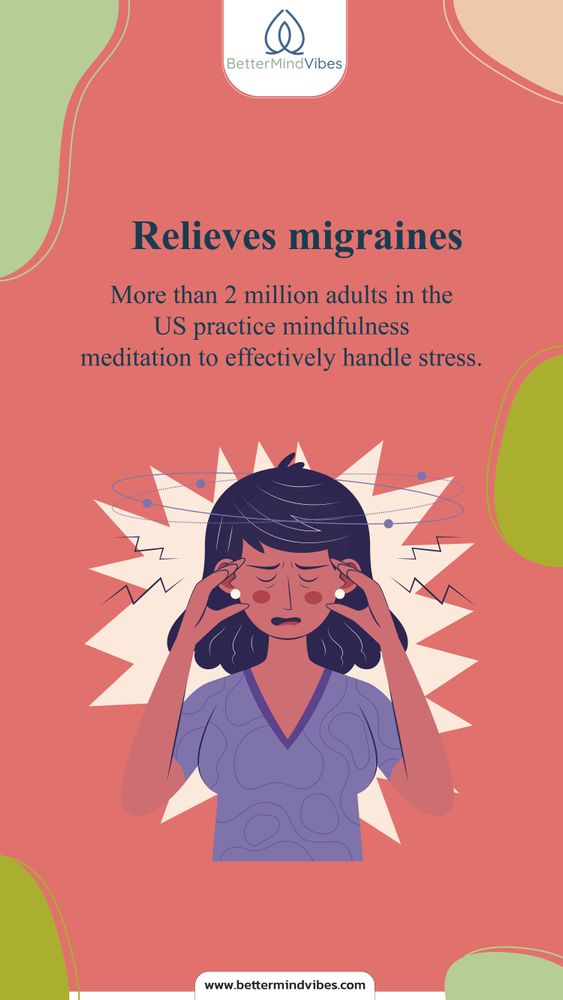 BetterMindVibes
Relieves migraines
More than 2 million adults in the
US practice mindfulness
meditation to effectively handle stress.
www.bettermindvibes.com